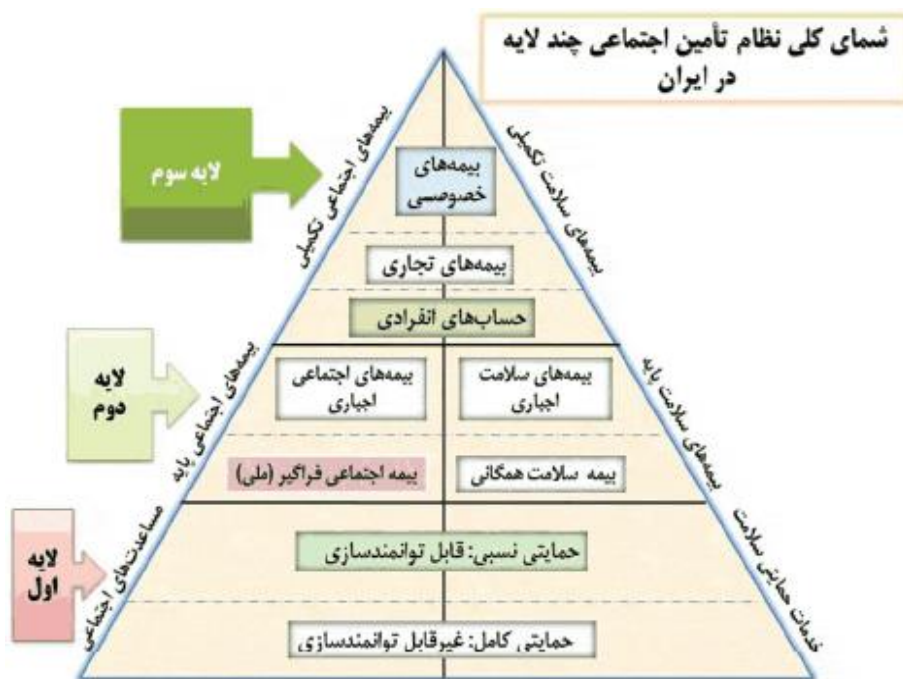 شمای کلی نظام تأمین اجتماعی چند لایه
در ایران
لایه سوم
بیمه‌های اجتماعی تکمیلی
بیمه‌های سلامت تکمیلی
بیمه‌های
خصوصی
بیمه‌های تجاری
حساب‌های انفرادی
لایه
دوم
بیمه‌های اجتماعی پایه
بیمه‌های سلامت پایه
بیمه‌های سلامت
اجباری
بیمه‌های اجتماعی
اجباری
بیمه سلامت همگانی
بیمه اجتماعی فراگیر (ملی)
لایه
اول
مساعدت‌های اجتماعی
خدمات حمایتی سلامت
حمایتی نسبی: قابل توانمندسازی
حمایتی کامل: غیرقابل توانمندسازی